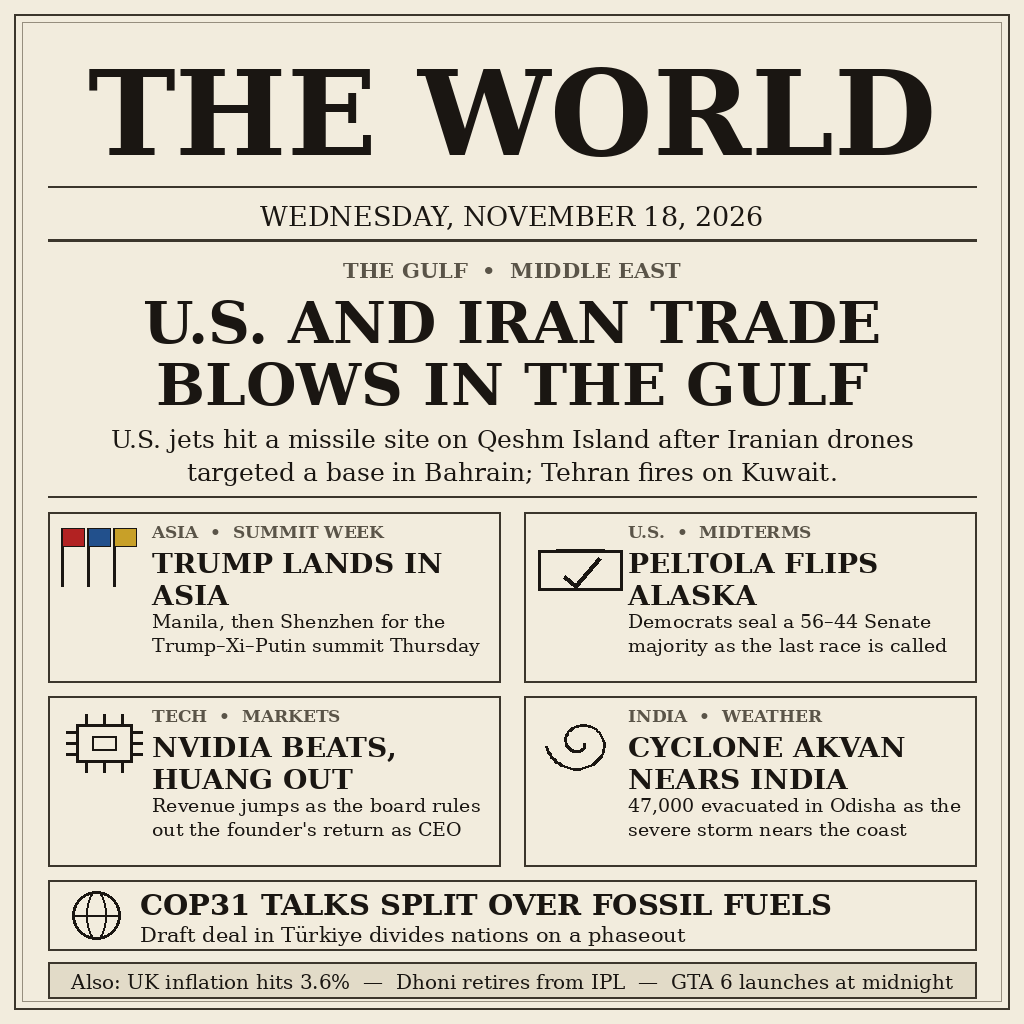 THE WORLD
WEDNESDAY, NOVEMBER 18, 2026
THE GULF • MIDDLE EAST
U.S. AND IRAN TRADE
BLOWS IN THE GULF
U.S. jets hit a missile site on Qeshm Island after Iranian drones
targeted a base in Bahrain; Tehran fires on Kuwait.
ASIA • SUMMIT WEEK
TRUMP LANDS IN
ASIA
Manila, then Shenzhen for the
Trump–Xi–Putin summit Thursday
U.S. • MIDTERMS
PELTOLA FLIPS
ALASKA
Democrats seal a 56–44 Senate
majority as the last race is called
TECH • MARKETS
NVIDIA BEATS,
HUANG OUT
Revenue jumps as the board rules
out the founder's return as CEO
INDIA • WEATHER
CYCLONE AKVAN
NEARS INDIA
47,000 evacuated in Odisha as the
severe storm nears the coast
COP31 TALKS SPLIT OVER FOSSIL FUELS
Draft deal in Türkiye divides nations on a phaseout
Also: UK inflation hits 3.6% — Dhoni retires from IPL — GTA 6 launches at midnight